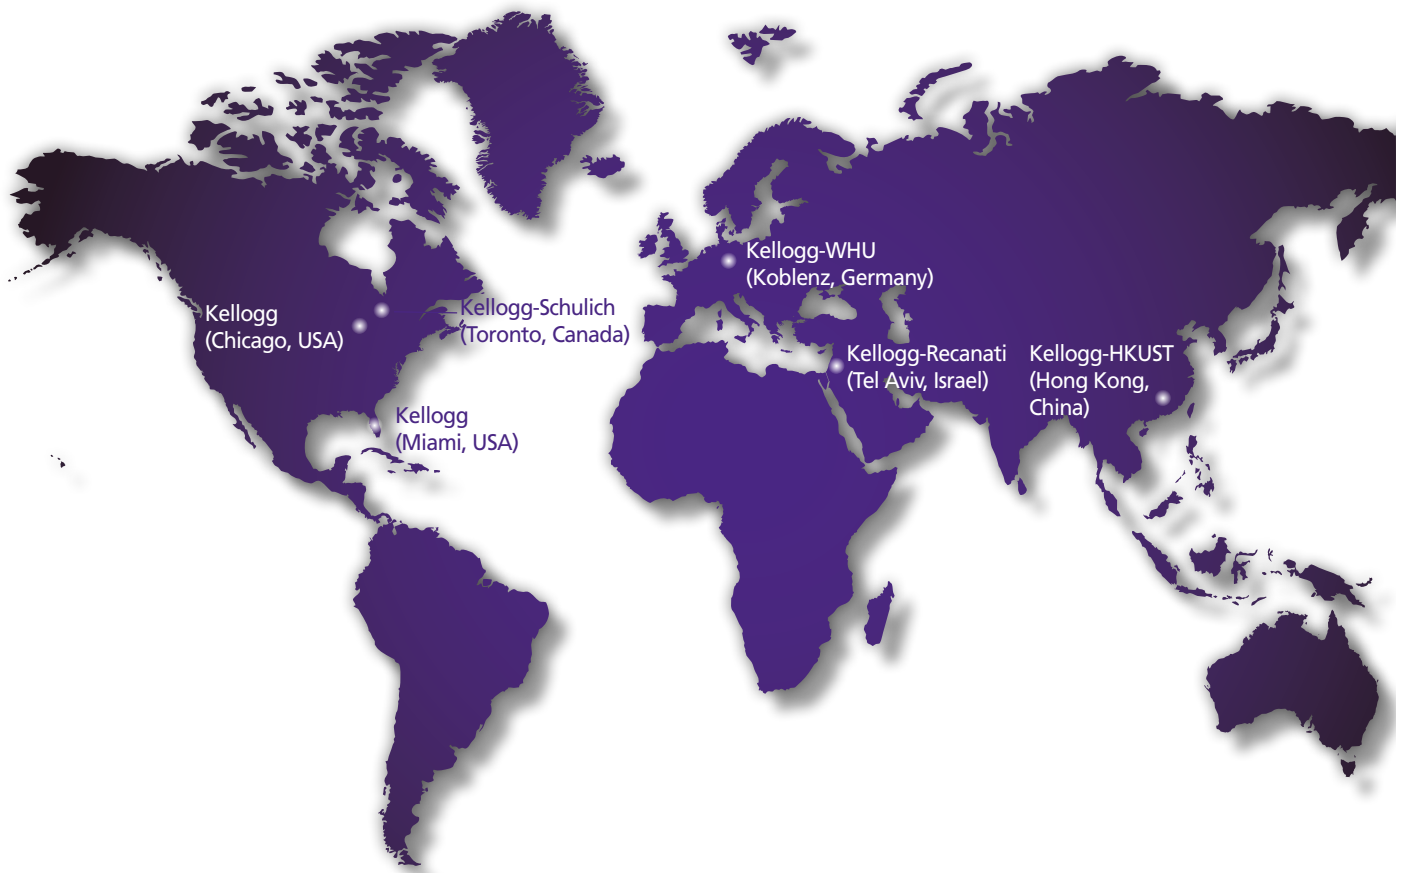 Kellogg-WHU
(Koblenz, Germany)
Kellogg
(Chicago, USA)
Kellogg-Schulich
(Toronto, Canada)
Kellogg-Recanati
(Tel Aviv, Israel)
Kellogg-HKUST
(Hong Kong,
China)
Kellogg
(Miami, USA)